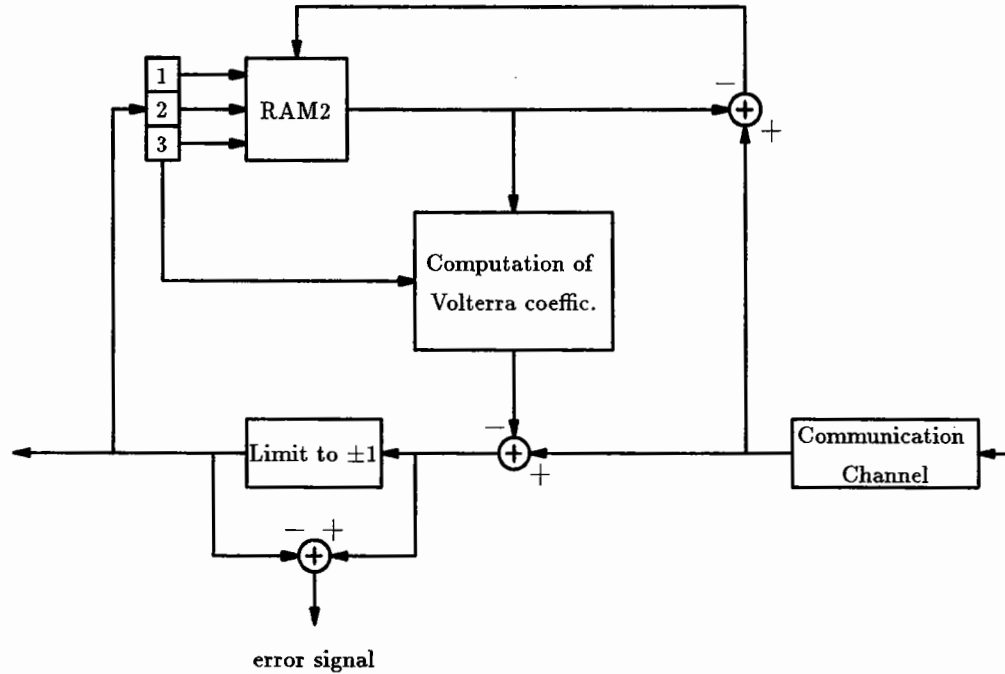 1
2
3
RAM2
−
+
+
Computation of
Volterra coeffic.
−
+
+
Limit to ±1
Communication
Channel
− +
+
error signal